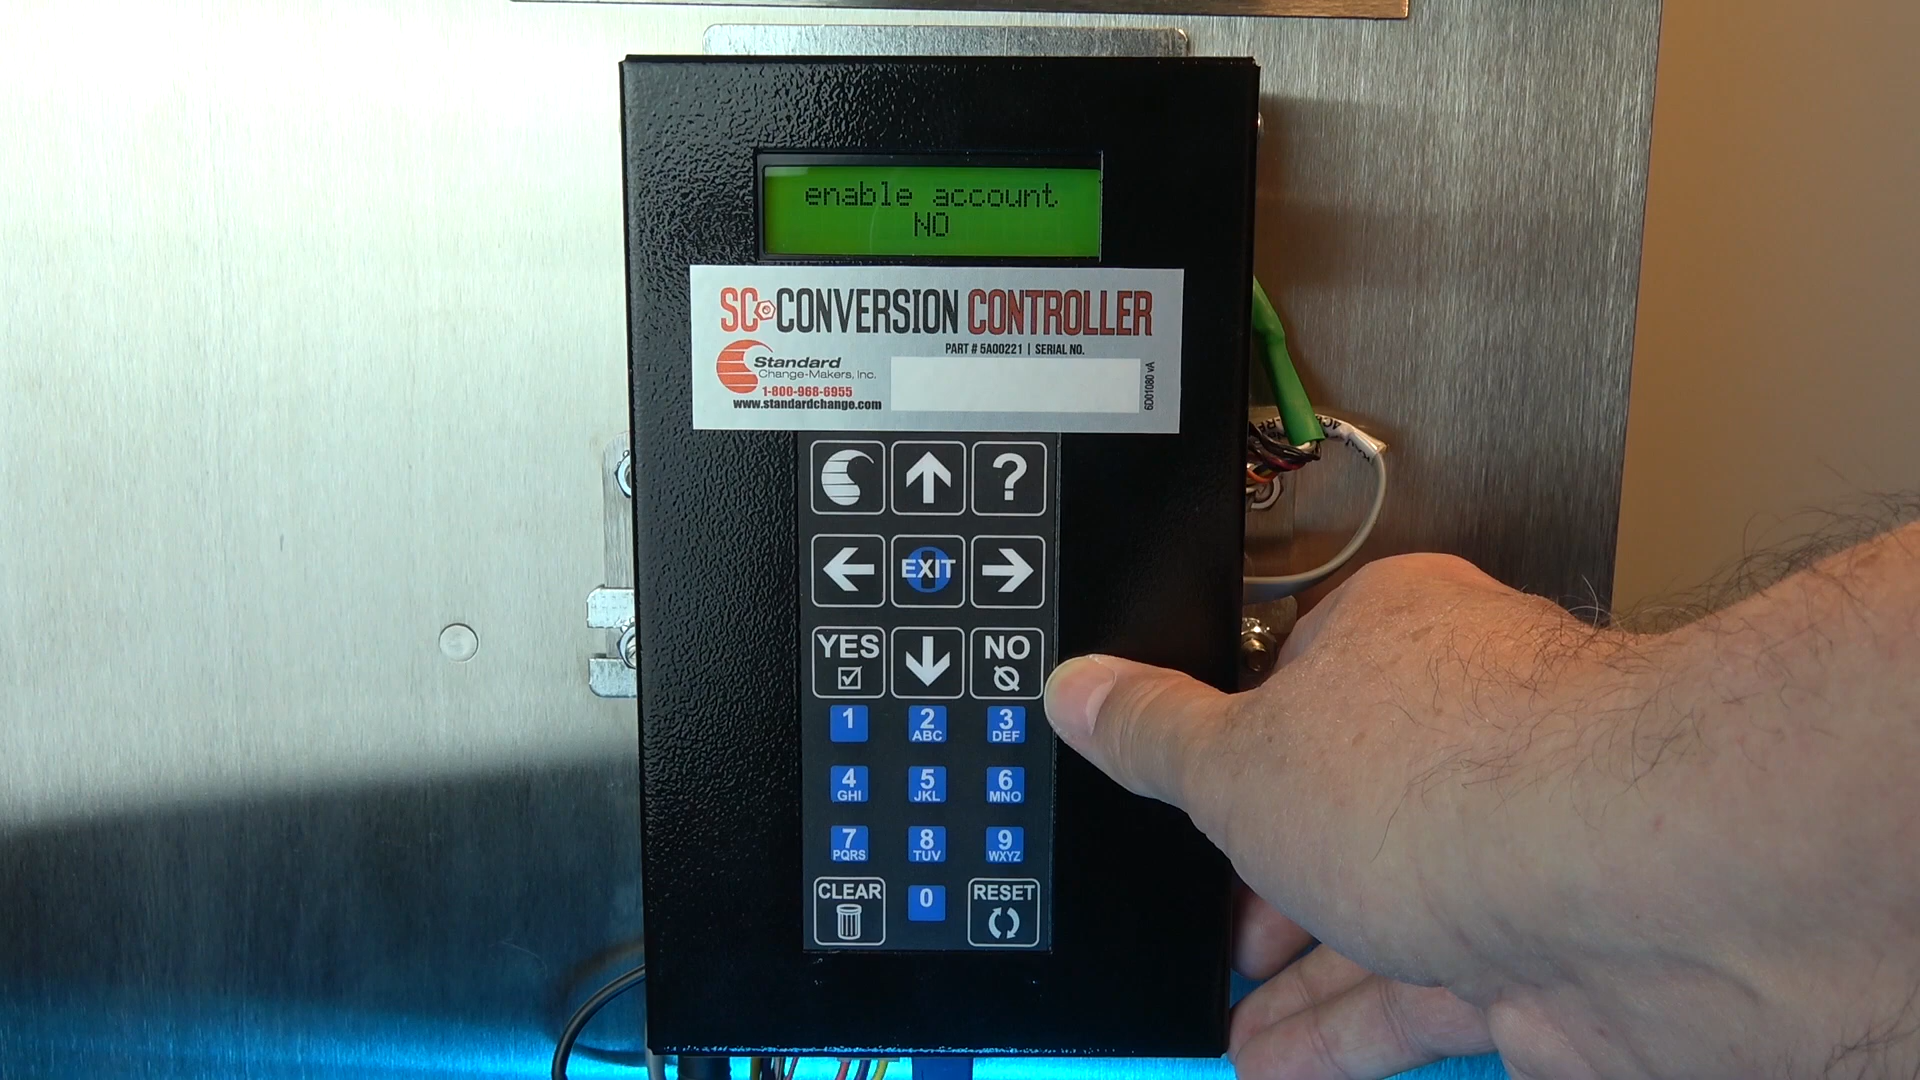 enable account
NO
SC CONVERSION CONTROLLER
PART # 5A00221 | SERIAL NO.
Standard
Change-Makers, Inc.
1-800-968-6955
www.standardchange.com
6D01080 vA
?
EXIT
YES
NO
1
2
3
ABC
DEF
4
5
6
GHI
JKL
MNO
7
8
9
PQRS
TUV
WXYZ
CLEAR
0
RESET